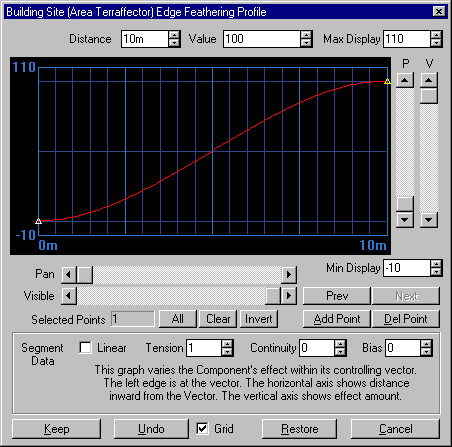 Building Site (Area Terraffector) Edge Feathering Profile
Distance 10m Value 100 Max Display 110
P V
110
-10
0m 10m
Min Display -10
Pan
Visible
Prev Next
Selected Points 1 All Clear Invert Add Point Del Point
Segment Data Linear Tension 1 Continuity 0 Bias 0
This graph varies the Component's effect within its controlling vector.
The left edge is at the vector. The horizontal axis shows distance
inward from the Vector. The vertical axis shows effect amount.
Keep Undo Grid Restore Cancel